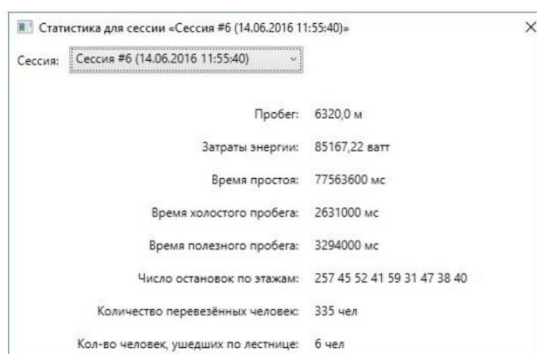 Статистика для сессии «Сессия #6 (14.06.2016 11:55:40)»
Сессия: Сессия #6 (14.06.2016 11:55:40)
Пробег: 6320,0 м
Затраты энергии: 85167,22 ватт
Время простоя: 77563600 мс
Время холостого пробега: 2631000 мс
Время полезного пробега: 3294000 мс
Число остановок по этажам: 257 45 52 41 59 31 47 38 40
Количество перевезённых человек: 335 чел
Кол-во человек, ушедших по лестнице: 6 чел